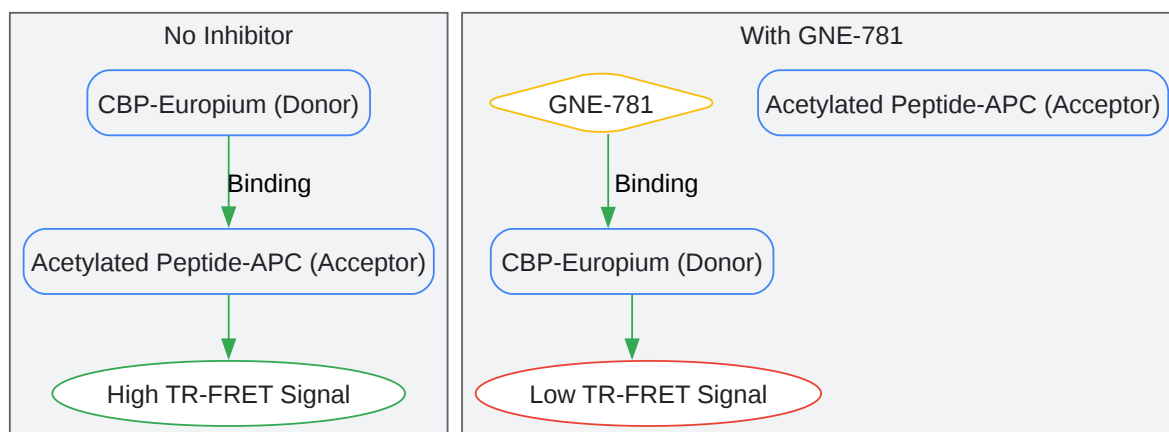 No Inhibitor
CBP-Europium (Donor)
Binding
Acetylated Peptide-APC (Acceptor)
High TR-FRET Signal
With GNE-781
GNE-781
Acetylated Peptide-APC (Acceptor)
Binding
CBP-Europium (Donor)
Low TR-FRET Signal